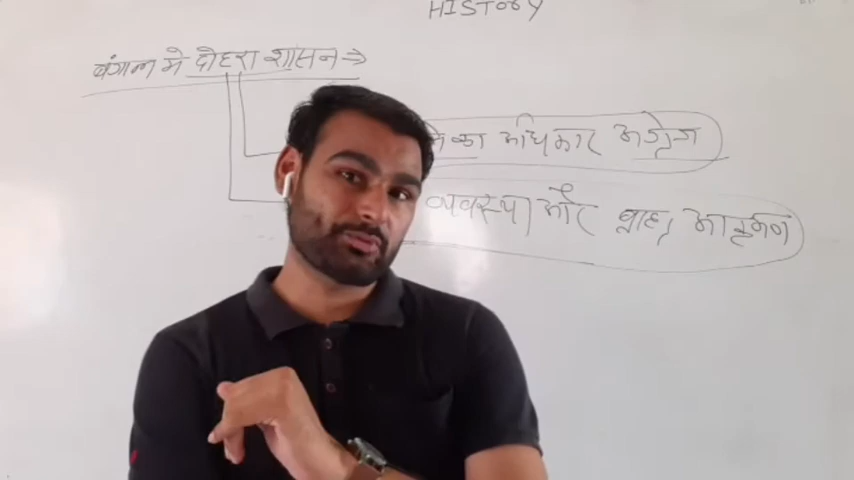 HISTORY
बंगाल मे दोहरा शासन →
का अधिकार अंग्रेज
व्यवस्था और बाह्य आक्रमण